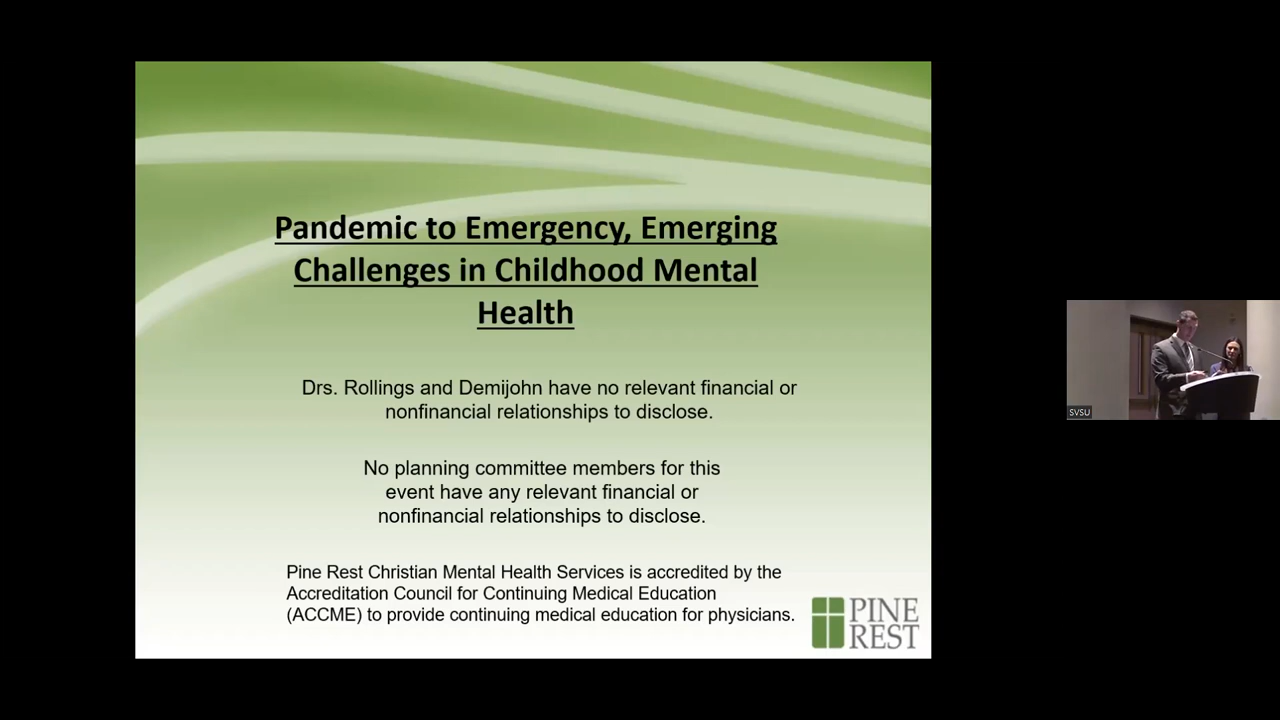 Pandemic to Emergency, Emerging
Challenges in Childhood Mental
Health
Drs. Rollings and Demijohn have no relevant financial or
nonfinancial relationships to disclose.
No planning committee members for this
event have any relevant financial or
nonfinancial relationships to disclose.
Pine Rest Christian Mental Health Services is accredited by the
Accreditation Council for Continuing Medical Education
(ACCME) to provide continuing medical education for physicians.
PINE
REST
SVSU